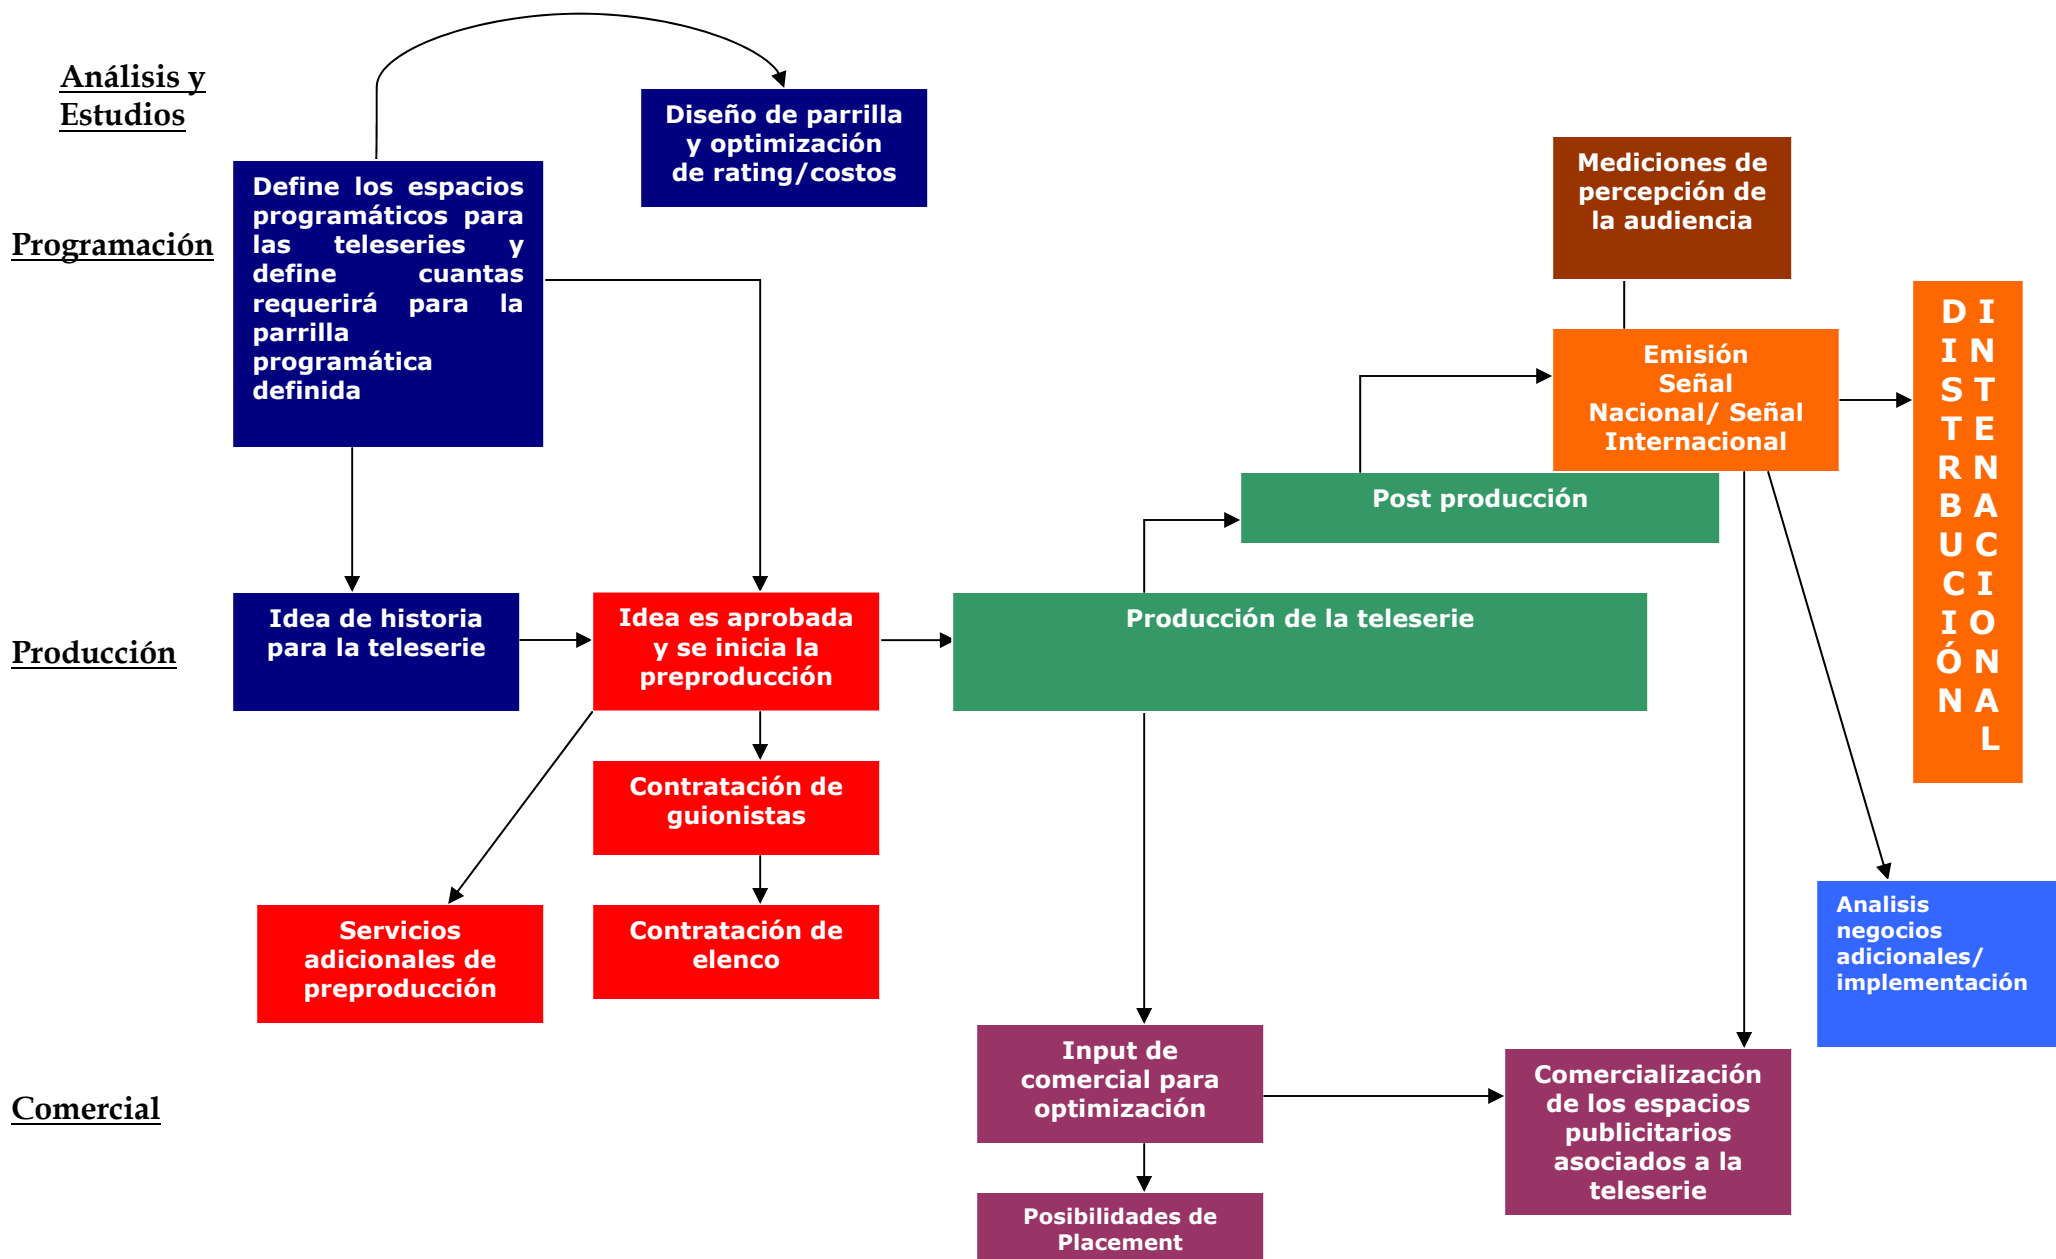 Análisis y
Estudios
Diseño de parrilla
y optimización
de rating/costos
Programación
Define los espacios
programáticos para
las teleseries y
define cuantas
requerirá para la
parrilla
programática
definida
Mediciones de
percepción de
la audiencia
Emisión
Señal
Nacional/ Señal
Internacional
DISTRBUCIÓN
INTENACIONAL
Post producción
Producción
Idea de historia
para la teleserie
Idea es aprobada
y se inicia la
preproducción
Producción de la teleserie
Contratación de
guionistas
Servicios
adicionales de
preproducción
Contratación de
elenco
Analisis
negocios
adicionales/
implementación
Comercial
Input de
comercial para
optimización
Comercialización
de los espacios
publicitarios
asociados a la
teleserie
Posibilidades de
Placement